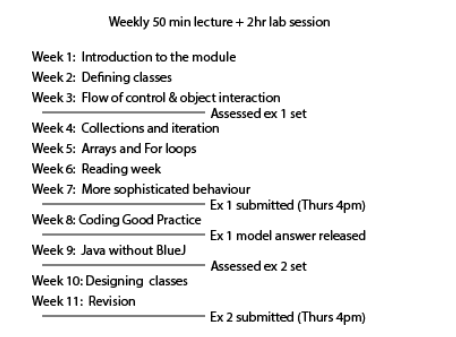 Weekly 50 min lecture + 2hr lab session
Week 1: Introduction to the module
Week 2: Defining classes
Week 3: Flow of control & object interaction
Assessed ex 1 set
Week 4: Collections and iteration
Week 5: Arrays and For loops
Week 6: Reading week
Week 7: More sophisticated behaviour
Ex 1 submitted (Thurs 4pm)
Week 8: Coding Good Practice
Ex 1 model answer released
Week 9: Java without BlueJ
Assessed ex 2 set
Week 10: Designing classes
Week 11: Revision
Ex 2 submitted (Thurs 4pm)